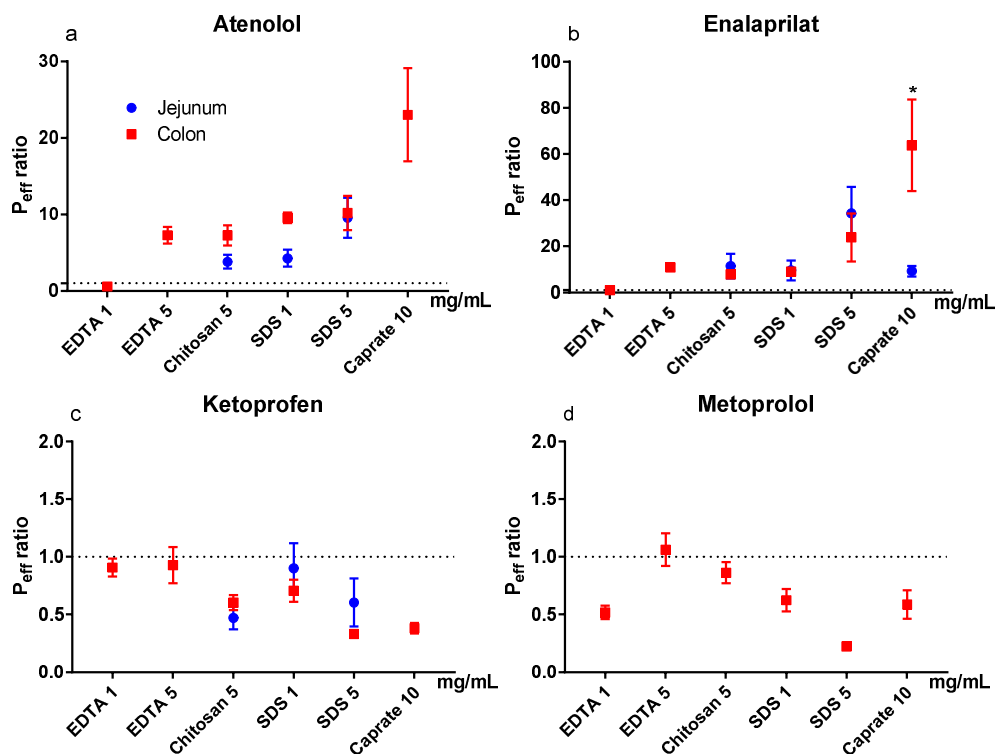 a
Atenolol
30
20
10
0
P_eff ratio
Jejunum
Colon
EDTA 1
EDTA 5
Chitosan 5
SDS 1
SDS 5
Caprate 10
mg/mL
b
Enalaprilat
100
80
60
40
20
0
P_eff ratio
*
EDTA 1
EDTA 5
Chitosan 5
SDS 1
SDS 5
Caprate 10
mg/mL
c
Ketoprofen
2.0
1.5
1.0
0.5
0.0
P_eff ratio
EDTA 1
EDTA 5
Chitosan 5
SDS 1
SDS 5
Caprate 10
mg/mL
d
Metoprolol
2.0
1.5
1.0
0.5
0.0
P_eff ratio
EDTA 1
EDTA 5
Chitosan 5
SDS 1
SDS 5
Caprate 10
mg/mL